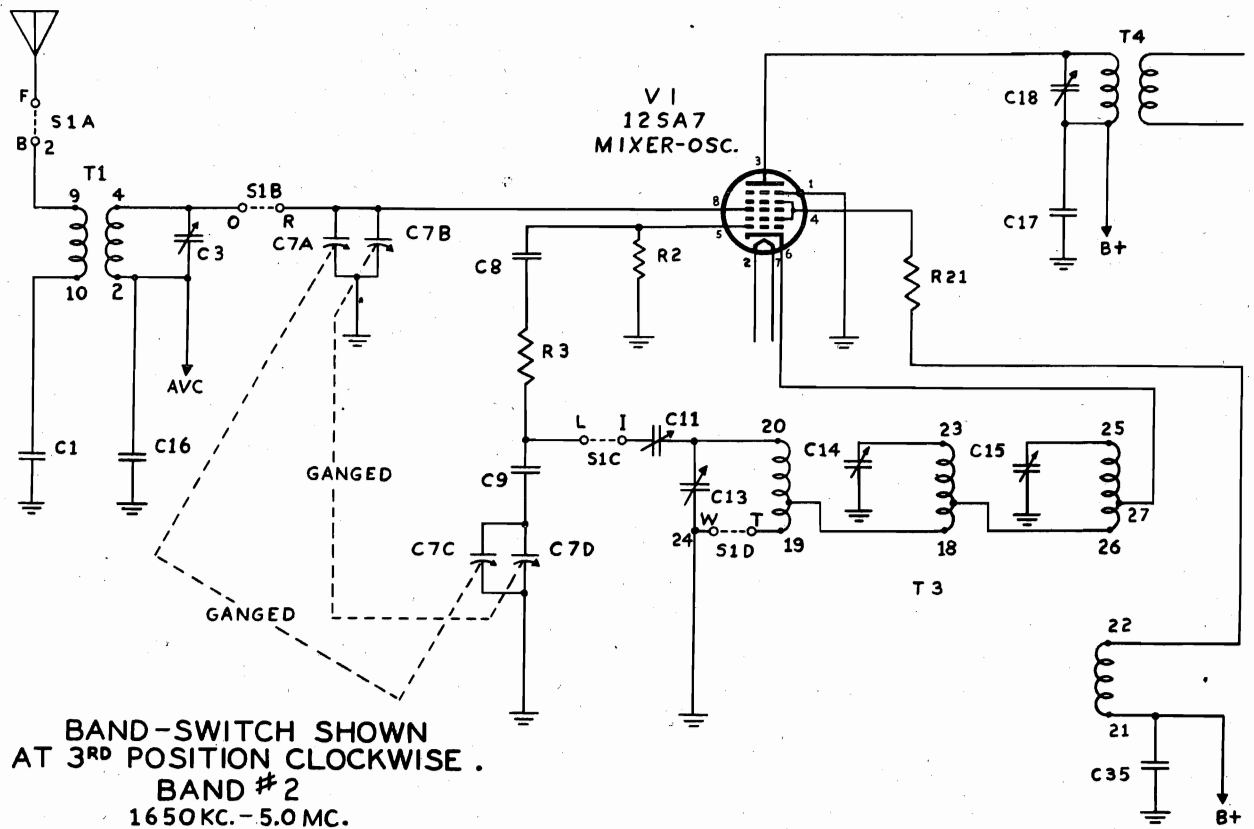 T4
V1
12SA7
MIXER-OSC.
C18
F
S1A
B 2
T1
3
1
9
4
S1B
8
4
O
R
C7A
C7B
C3
5
C17
C8
R2
2
7
6
B+
10
2
R21
R3
AVC
L
I
C11
20
23
25
C1
C16
S1C
C14
C15
GANGED
C9
C13
W
T
27
24
S1D
19
18
26
C7C
C7D
T3
GANGED
22
BAND-SWITCH SHOWN
AT 3RD POSITION CLOCKWISE.
BAND #2
1650KC.-5.0MC.
21
C35
B+